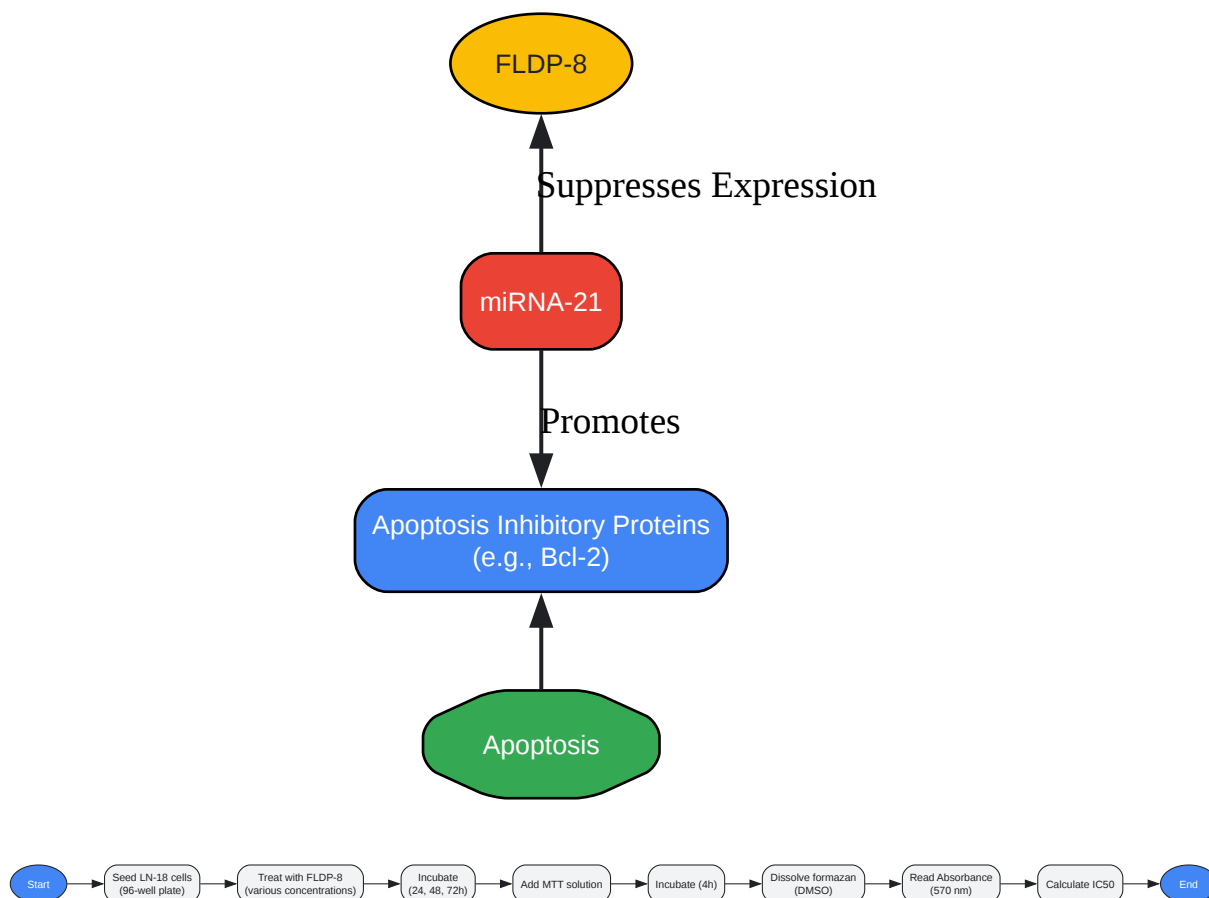 FLDP-8
Suppresses Expression
miRNA-21
Promotes
Apoptosis Inhibitory Proteins
(e.g., Bcl-2)
Apoptosis
Start
Seed LN-18 cells
(96-well plate)
Treat with FLDP-8
(various concentrations)
Incubate
(24, 48, 72h)
Add MTT solution
Incubate (4h)
Dissolve formazan
(DMSO)
Read Absorbance
(570 nm)
Calculate IC50
End